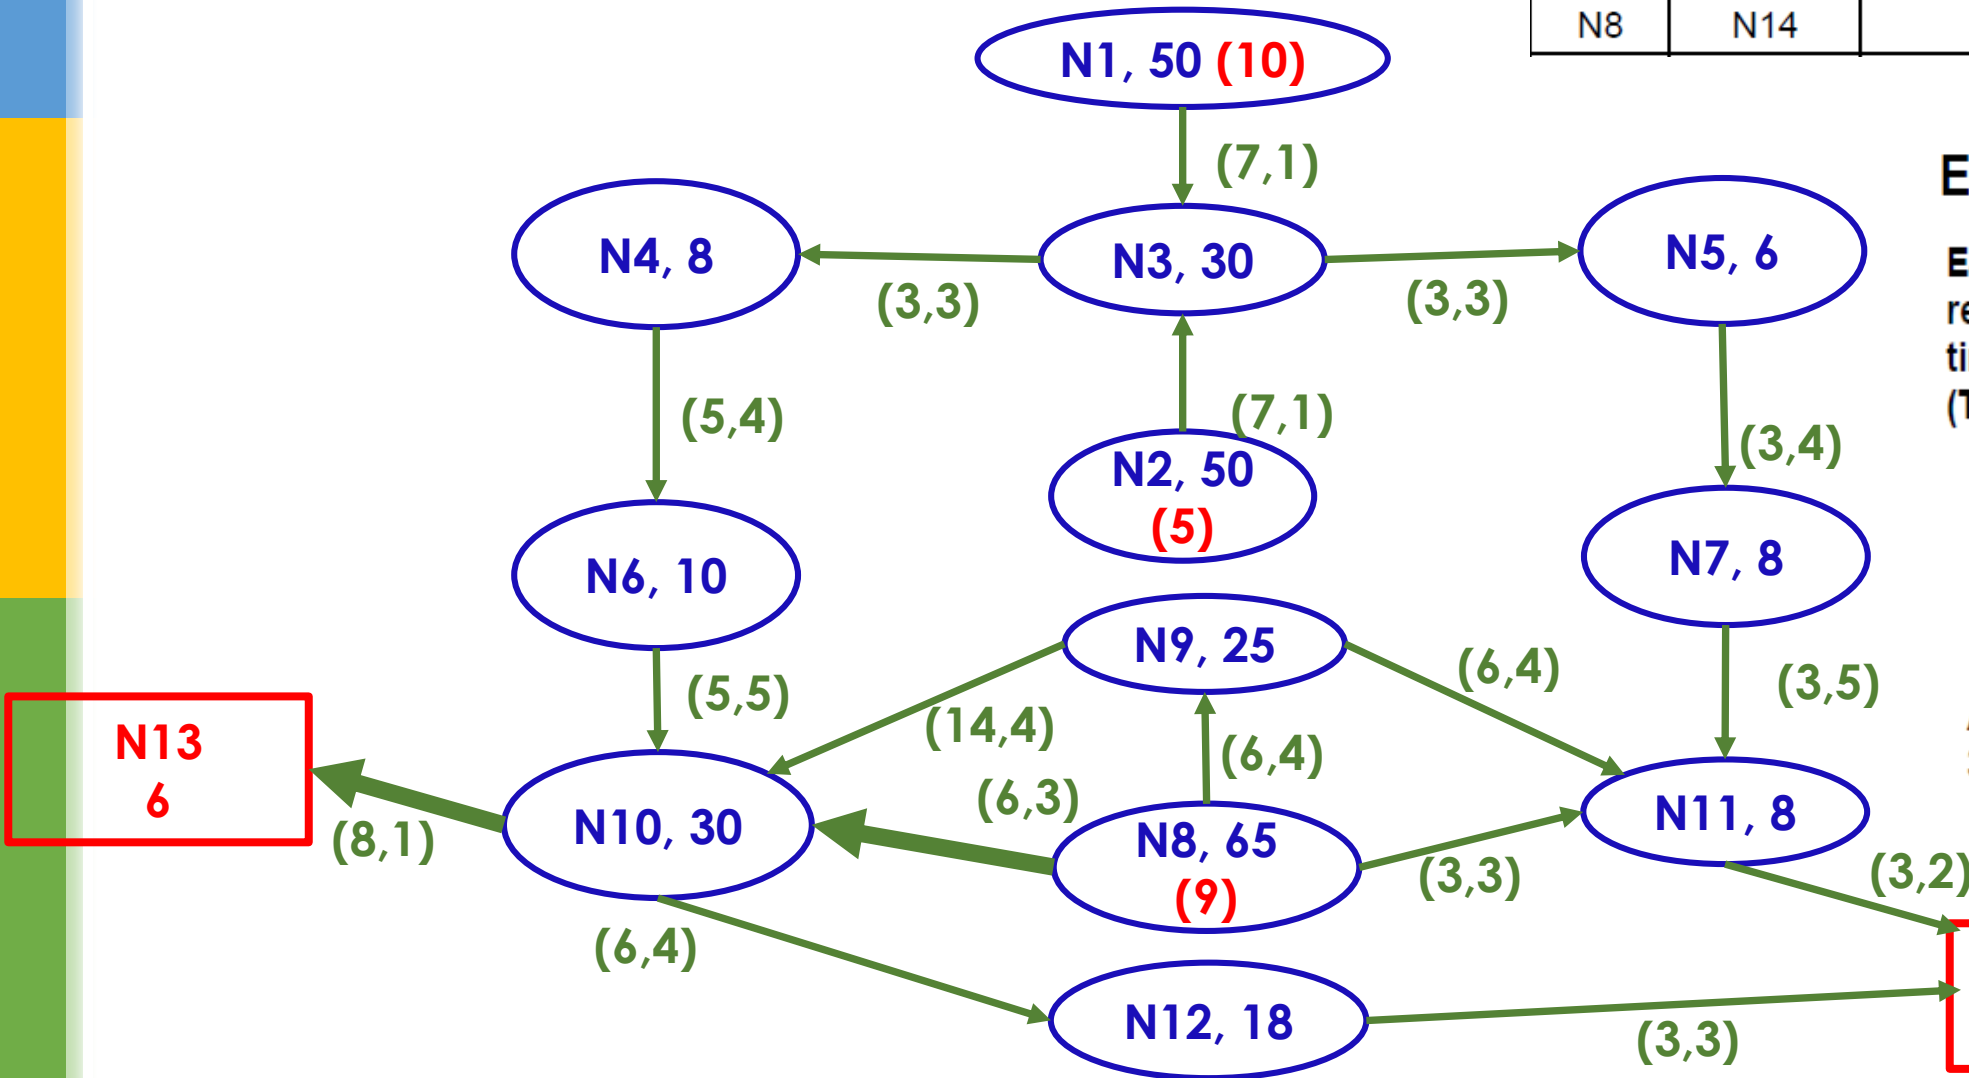 N8 N14
N1, 50 (10)
(7,1)
N4, 8
N3, 30
N5, 6
(3,3)
(3,3)
(5,4)
(7,1)
N2, 50
(5)
(3,4)
N6, 10
N7, 8
N9, 25
(6,4)
(5,5)
(14,4)
(6,4)
(3,5)
N13
6
(8,1)
(6,3)
N10, 30
N8, 65
(9)
N11, 8
(3,3)
(3,2)
(6,4)
N12, 18
(3,3)